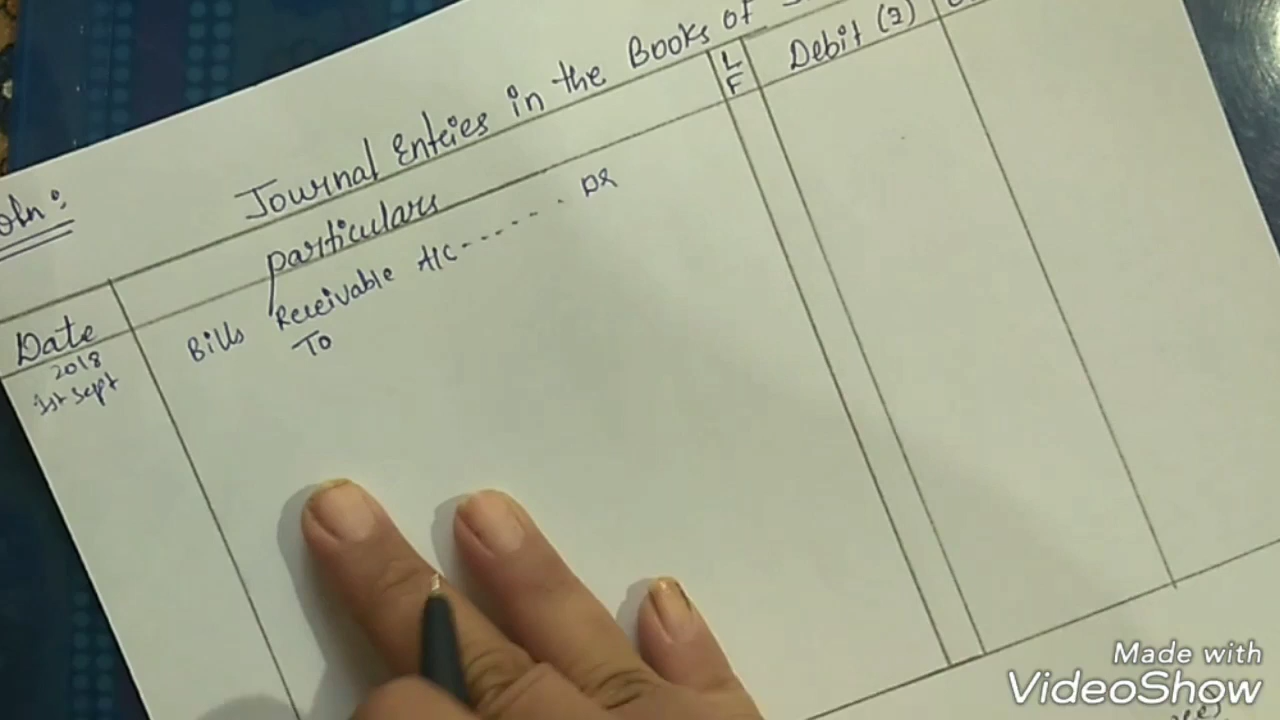 Soln:
Journal Entries in the Books of
Date
Particulars
L
F
Debit (₹)
2018
1st Sept
Bills Receivable A/C------- DR
To
Made with
VideoShow